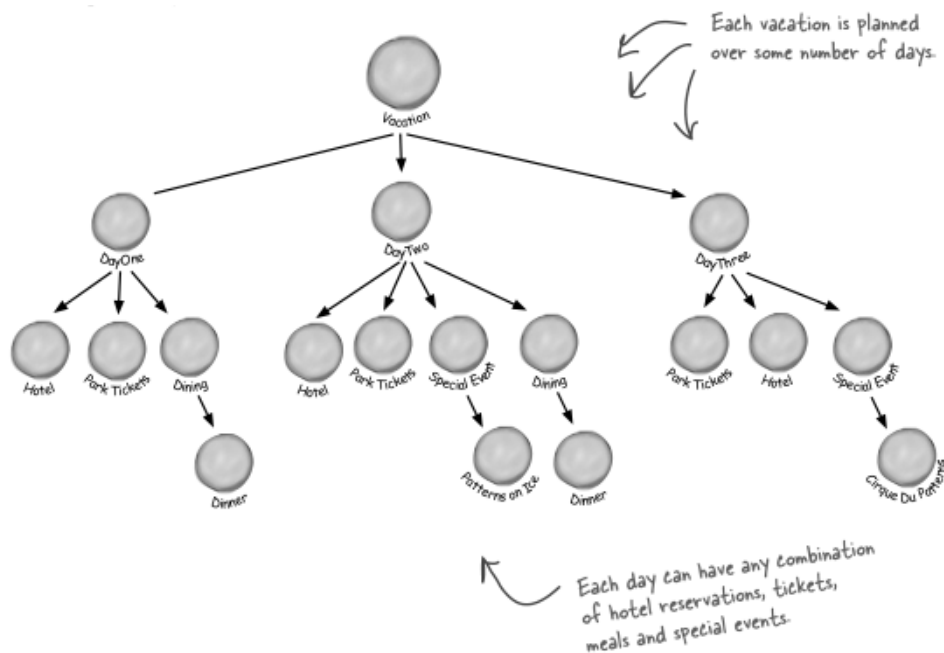 Each vacation is planned
over some number of days.
Vacation
DayOne
DayTwo
DayThree
Hotel
Park Tickets
Dining
Hotel
Park Tickets
Special Event
Dining
Park Tickets
Hotel
Special Event
Dinner
Patterns on Ice
Dinner
Cirque Du Patterns
Each day can have any combination
of hotel reservations, tickets,
meals and special events.